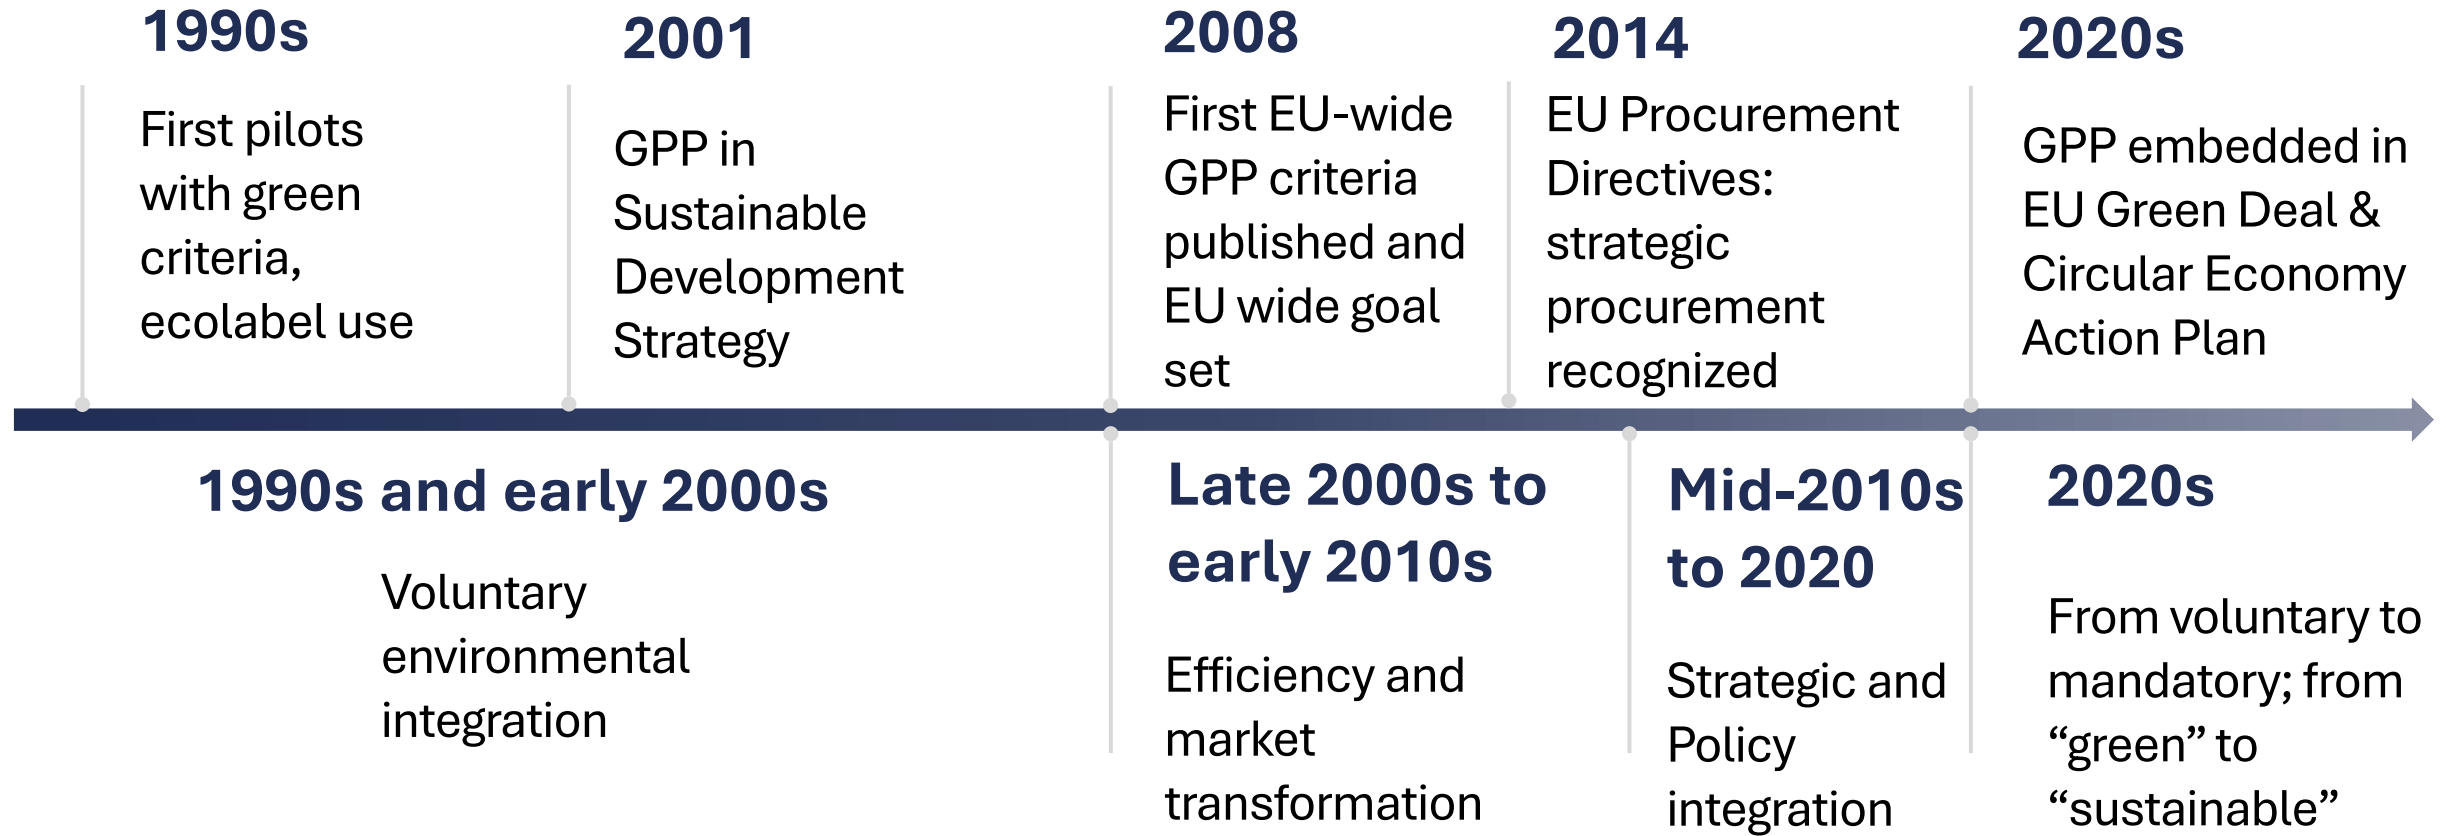 1990s
First pilots
with green
criteria,
ecolabel use
2001
GPP in
Sustainable
Development
Strategy
2008
First EU-wide
GPP criteria
published and
EU wide goal
set
2014
EU Procurement
Directives:
strategic
procurement
recognized
2020s
GPP embedded in
EU Green Deal &
Circular Economy
Action Plan
1990s and early 2000s
Voluntary
environmental
integration
Late 2000s to
early 2010s
Efficiency and
market
transformation
Mid-2010s
to 2020
Strategic and
Policy
integration
2020s
From voluntary to
mandatory; from
“green” to
“sustainable”